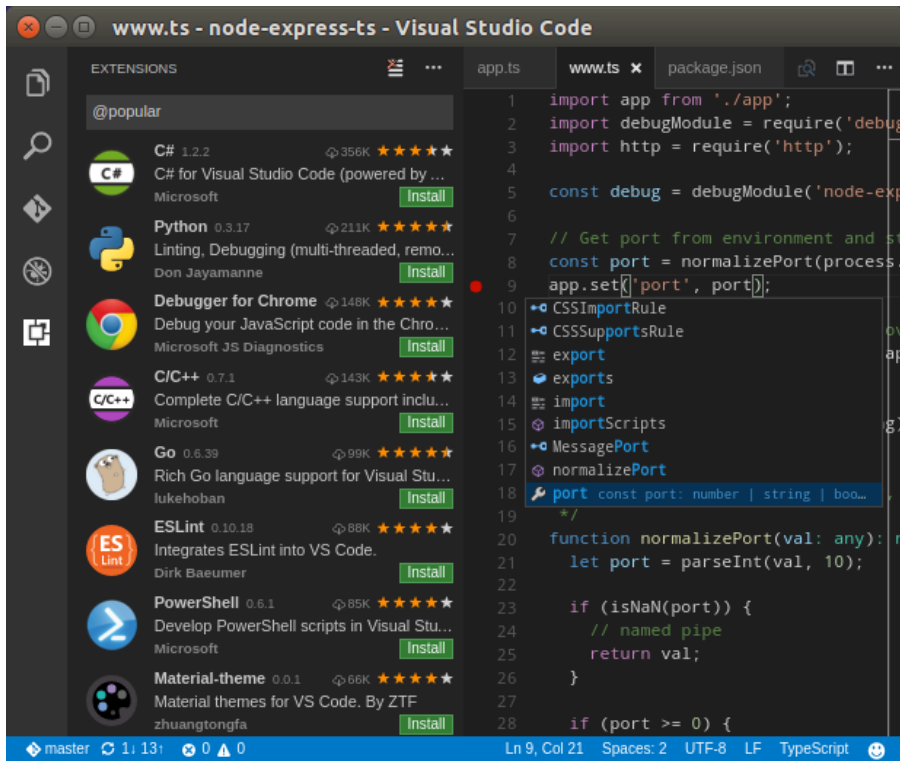 www.ts - node-express-ts - Visual Studio Code
EXTENSIONS
@popular
C# 1.2.2 356K
C# for Visual Studio Code (powered by ...
Microsoft Install
Python 0.3.17 211K
Linting, Debugging (multi-threaded, remo...
Don Jayamanne Install
Debugger for Chrome 148K
Debug your JavaScript code in the Chro...
Microsoft JS Diagnostics Install
C/C++
C/C++ 0.7.1 143K
Complete C/C++ language support inclu...
Microsoft Install
Go 0.6.39 99K
Rich Go language support for Visual Stu...
lukehoban Install
ES
Lint
ESLint 0.10.18 88K
Integrates ESLint into VS Code.
Dirk Baeumer Install
PowerShell 0.6.1 85K
Develop PowerShell scripts in Visual Stu...
Microsoft Install
Material-theme 0.0.1 66K
Material themes for VS Code. By ZTF
zhuangtongfa Install
app.ts www.ts package.json
1 import app from './app';
2 import debugModule = require('debug
3 import http = require('http');
4
5 const debug = debugModule('node-exp
6
7 // Get port from environment and st
8 const port = normalizePort(process.
9 app.set('port', port);
10 CSSImportRule
11 CSSSupportsRule
12 export
13 exports
14 import
15 importScripts
16 MessagePort
17 normalizePort
18 port const port: number | string | boo...
19 */
20 function normalizePort(val: any): n
21 let port = parseInt(val, 10);
22
23 if (isNaN(port)) {
24 // named pipe
25 return val;
26 }
27
28 if (port >= 0) {
master 1↓ 13↑ 0 0 Ln 9, Col 21 Spaces: 2 UTF-8 LF TypeScript